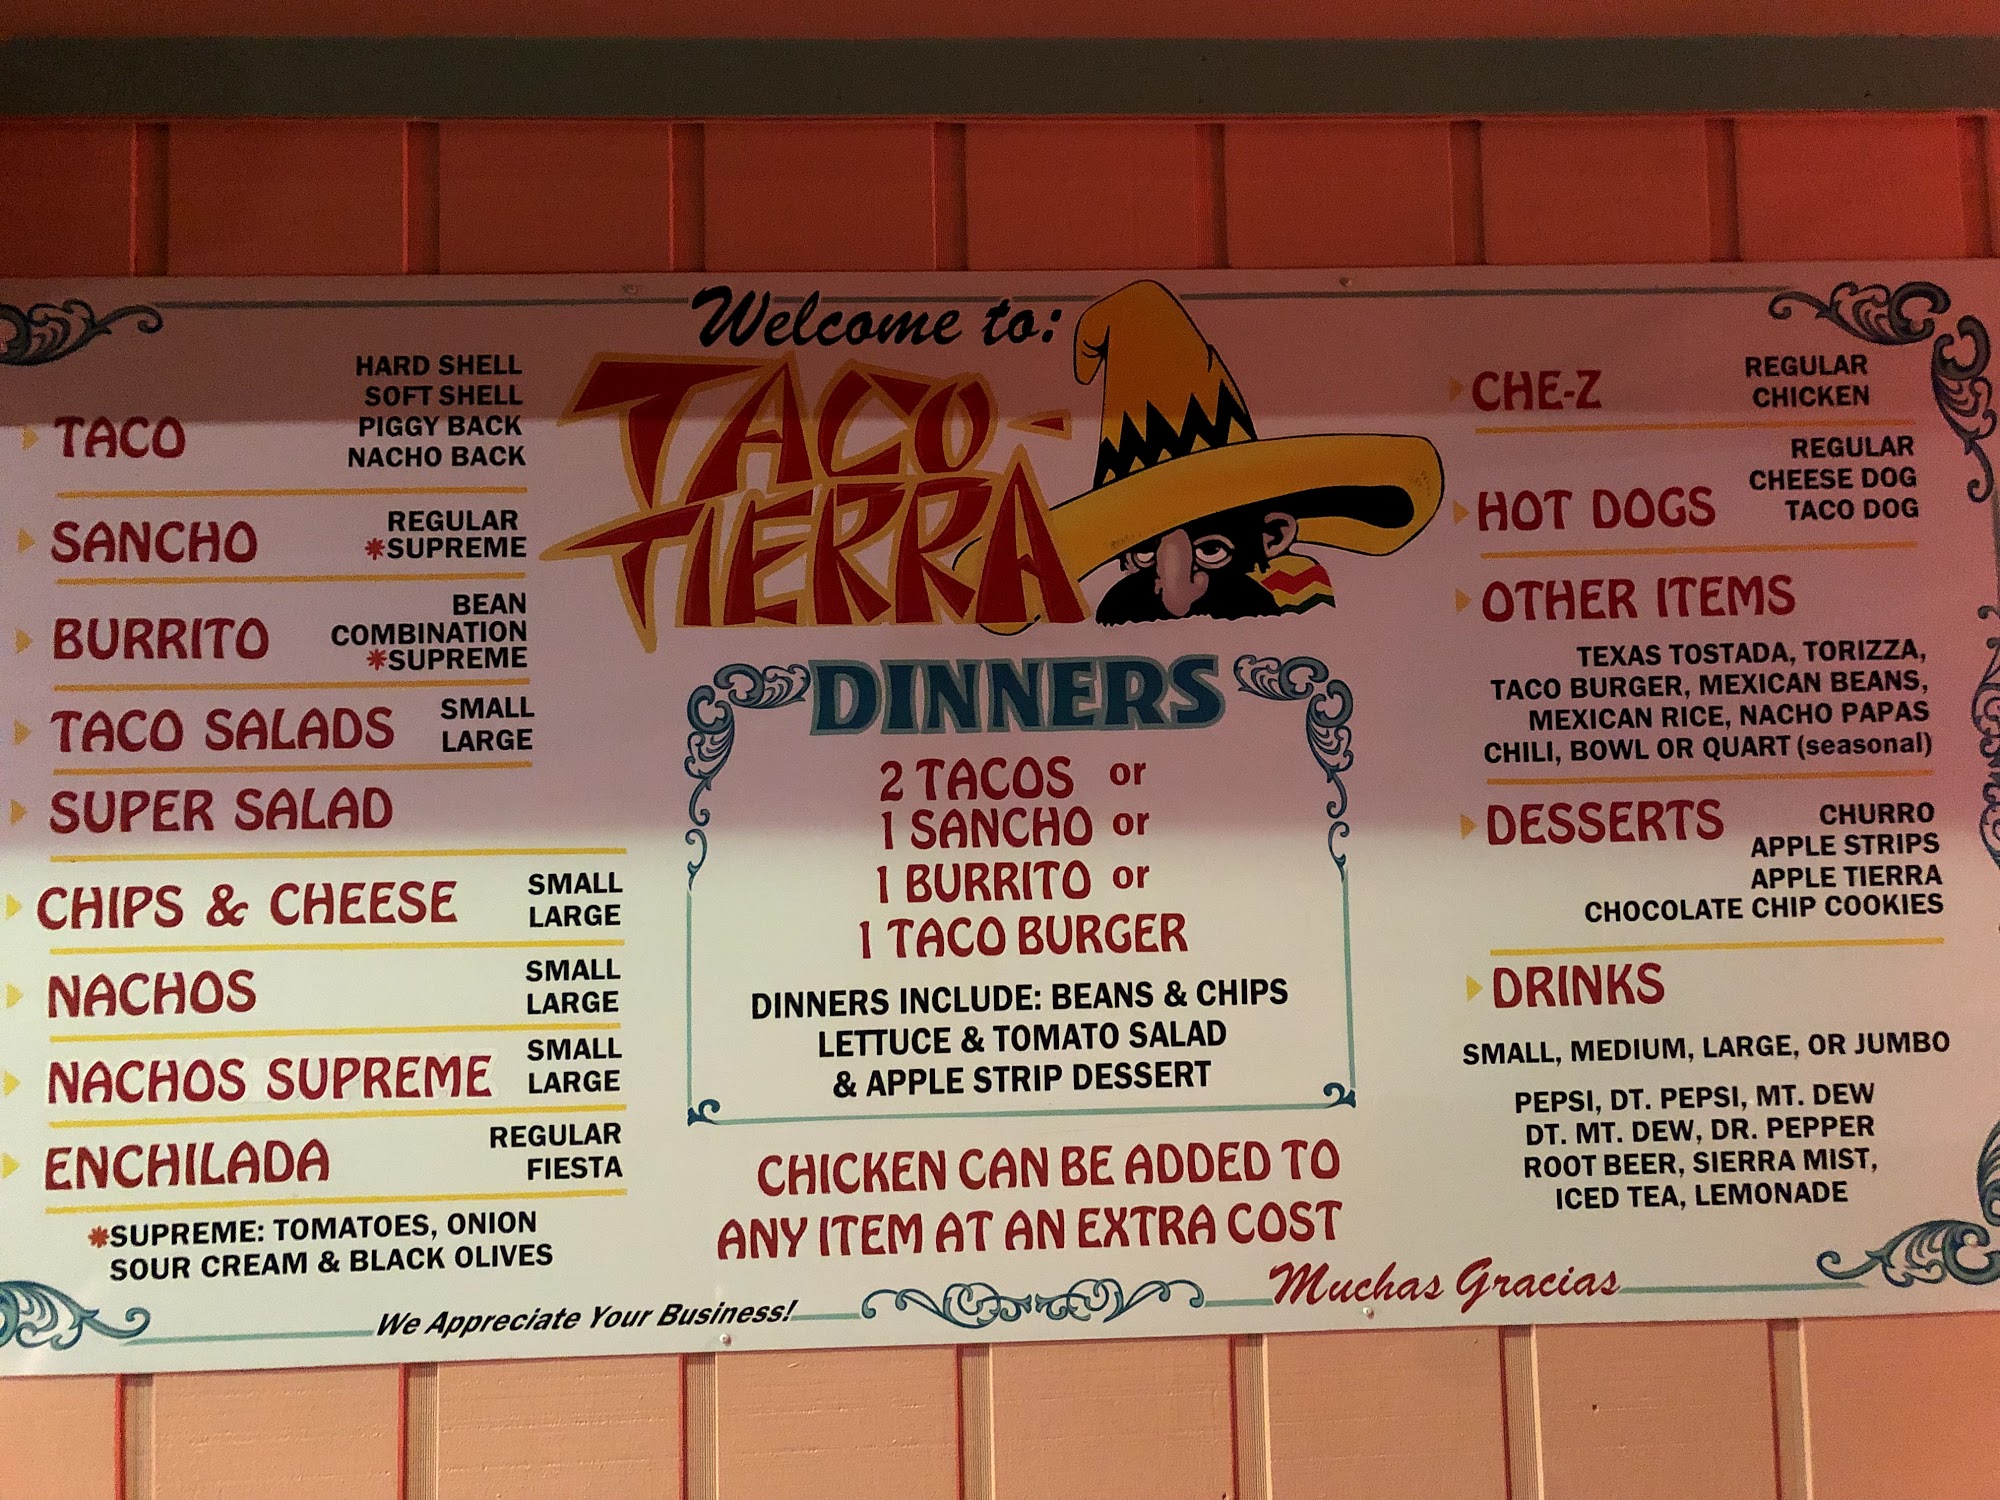 Welcome to:
TACO-
TIERRA
TACO
HARD SHELL
SOFT SHELL
PIGGY BACK
NACHO BACK
SANCHO
REGULAR
*SUPREME
BURRITO
BEAN
COMBINATION
*SUPREME
TACO SALADS
SMALL
LARGE
SUPER SALAD
CHIPS & CHEESE
SMALL
LARGE
NACHOS
SMALL
LARGE
NACHOS SUPREME
SMALL
LARGE
ENCHILADA
REGULAR
FIESTA
*SUPREME: TOMATOES, ONION
SOUR CREAM & BLACK OLIVES
DINNERS
2 TACOS or
1 SANCHO or
1 BURRITO or
1 TACO BURGER
DINNERS INCLUDE: BEANS & CHIPS
LETTUCE & TOMATO SALAD
& APPLE STRIP DESSERT
CHICKEN CAN BE ADDED TO
ANY ITEM AT AN EXTRA COST
CHE-Z
REGULAR
CHICKEN
HOT DOGS
REGULAR
CHEESE DOG
TACO DOG
OTHER ITEMS
TEXAS TOSTADA, TORIZZA,
TACO BURGER, MEXICAN BEANS,
MEXICAN RICE, NACHO PAPAS
CHILI, BOWL OR QUART (seasonal)
DESSERTS
CHURRO
APPLE STRIPS
APPLE TIERRA
CHOCOLATE CHIP COOKIES
DRINKS
SMALL, MEDIUM, LARGE, OR JUMBO
PEPSI, DT. PEPSI, MT. DEW
DT. MT. DEW, DR. PEPPER
ROOT BEER, SIERRA MIST,
ICED TEA, LEMONADE
We Appreciate Your Business!
Muchas Gracias